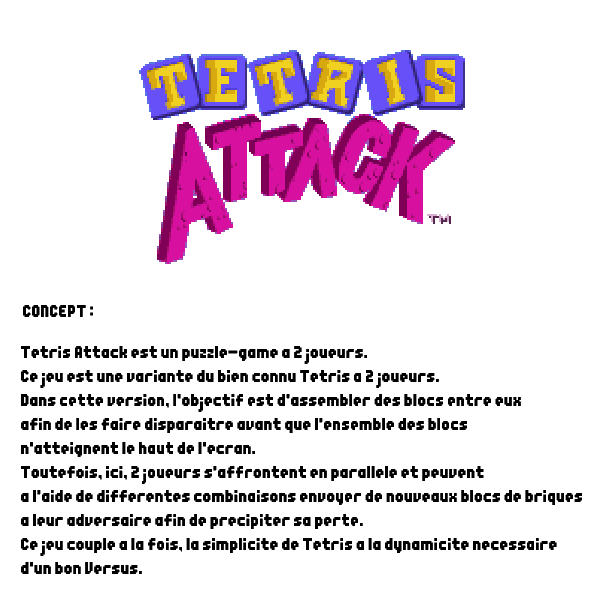 TETRIS
ATTACK
TM
CONCEPT :
Tetris Attack est un puzzle-game a 2 joueurs.
Ce jeu est une variante du bien connu Tetris a 2 joueurs.
Dans cette version, l'objectif est d'assembler des blocs entre eux
afin de les faire disparaitre avant que l'ensemble des blocs
n'atteignent le haut de l'ecran.
Toutefois, ici, 2 joueurs s'affrontent en parallele et peuvent
a l'aide de differentes combinaisons envoyer de nouveaux blocs de briques
a leur adversaire afin de precipiter sa perte.
Ce jeu couple a la fois, la simplicite de Tetris a la dynamicite necessaire
d'un bon Versus.